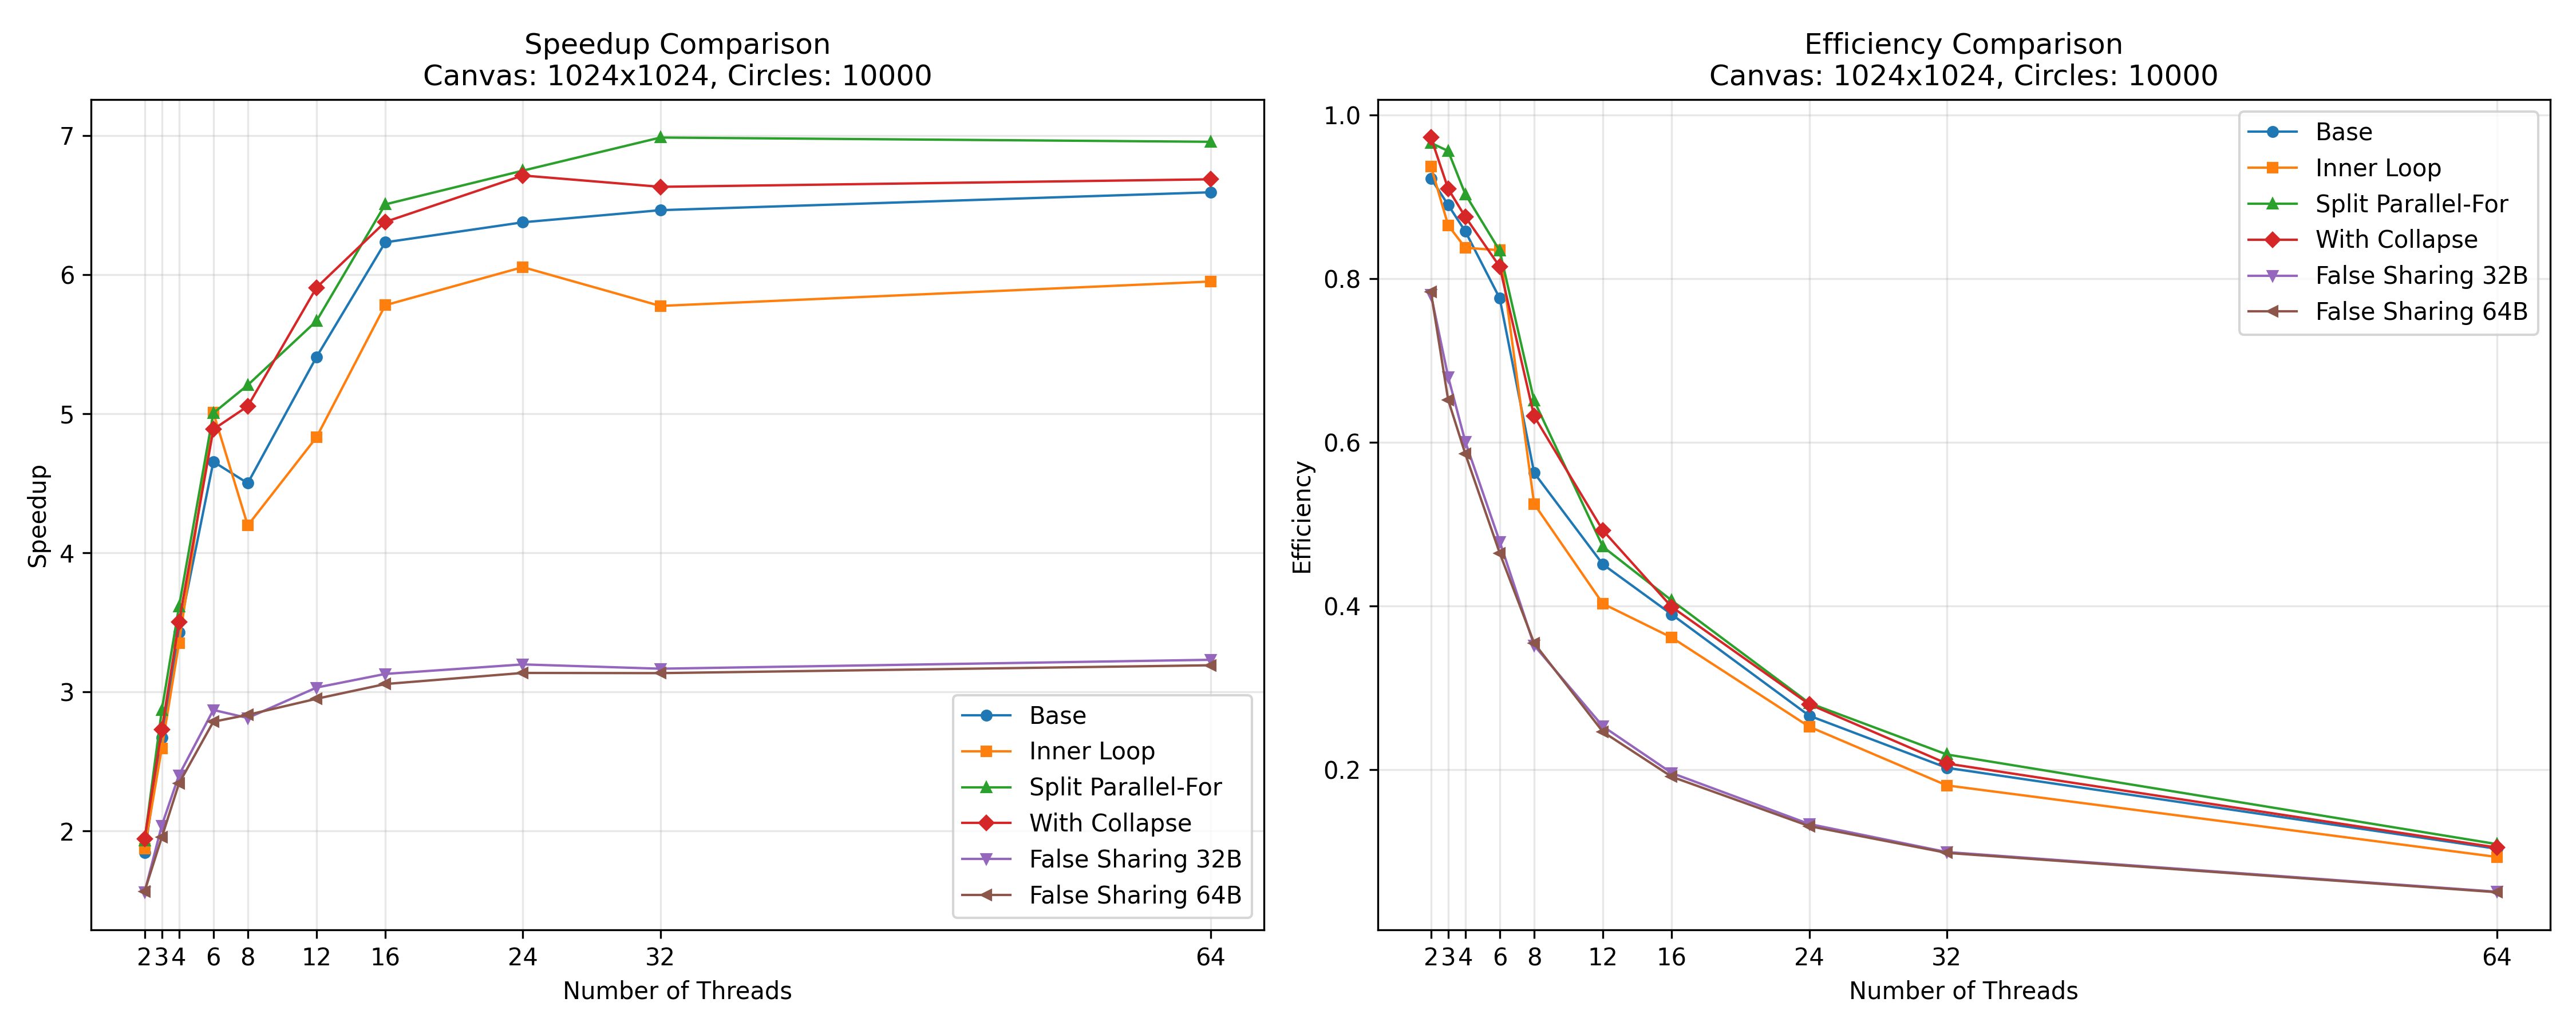 Speedup Comparison
Canvas: 1024x1024, Circles: 10000
7
6
5
4
3
2
Speedup
2 3 4 6 8 12 16 24 32 64
Number of Threads
Base
Inner Loop
Split Parallel-For
With Collapse
False Sharing 32B
False Sharing 64B
Efficiency Comparison
Canvas: 1024x1024, Circles: 10000
1.0
0.8
0.6
0.4
0.2
Efficiency
2 3 4 6 8 12 16 24 32 64
Number of Threads
Base
Inner Loop
Split Parallel-For
With Collapse
False Sharing 32B
False Sharing 64B